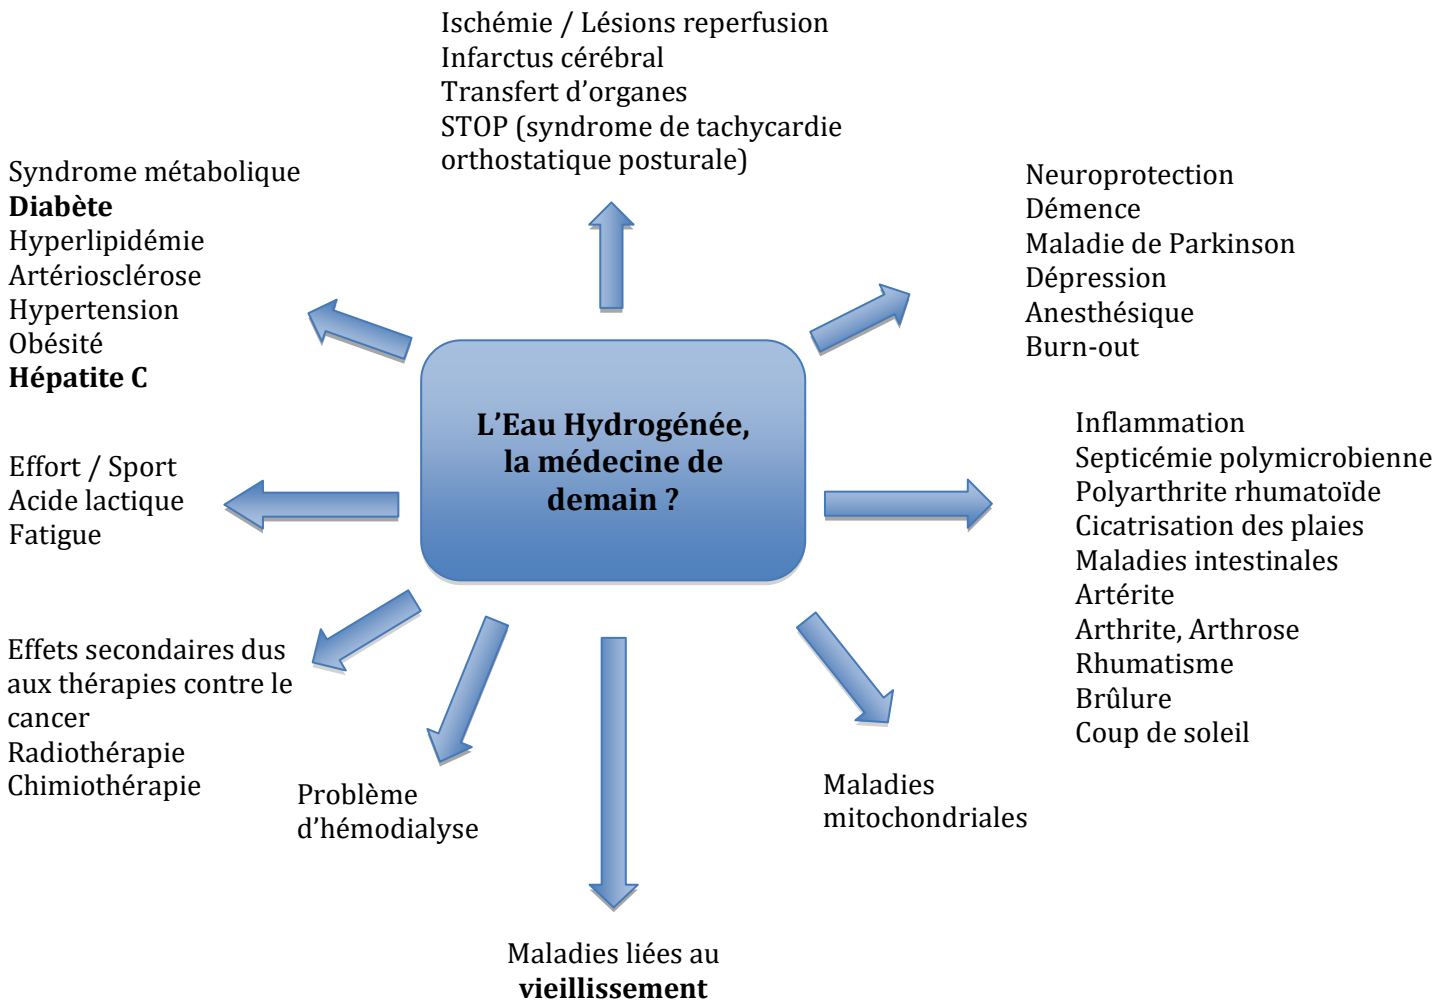 Ischémie / Lésions reperfusion
Infarctus cérébral
Transfert d’organes
STOP (syndrome de tachycardie
orthostatique posturale)
Syndrome métabolique
Diabète
Hyperlipidémie
Artériosclérose
Hypertension
Obésité
Hépatite C
Neuroprotection
Démence
Maladie de Parkinson
Dépression
Anesthésique
Burn-out
L’Eau Hydrogénée,
la médecine de
demain ?
Effort / Sport
Acide lactique
Fatigue
Inflammation
Septicémie polymicrobienne
Polyarthrite rhumatoïde
Cicatrisation des plaies
Maladies intestinales
Artérite
Arthrite, Arthrose
Rhumatisme
Brûlure
Coup de soleil
Effets secondaires dus
aux thérapies contre le
cancer
Radiothérapie
Chimiothérapie
Problème
d’hémodialyse
Maladies
mitochondriales
Maladies liées au
vieillissement